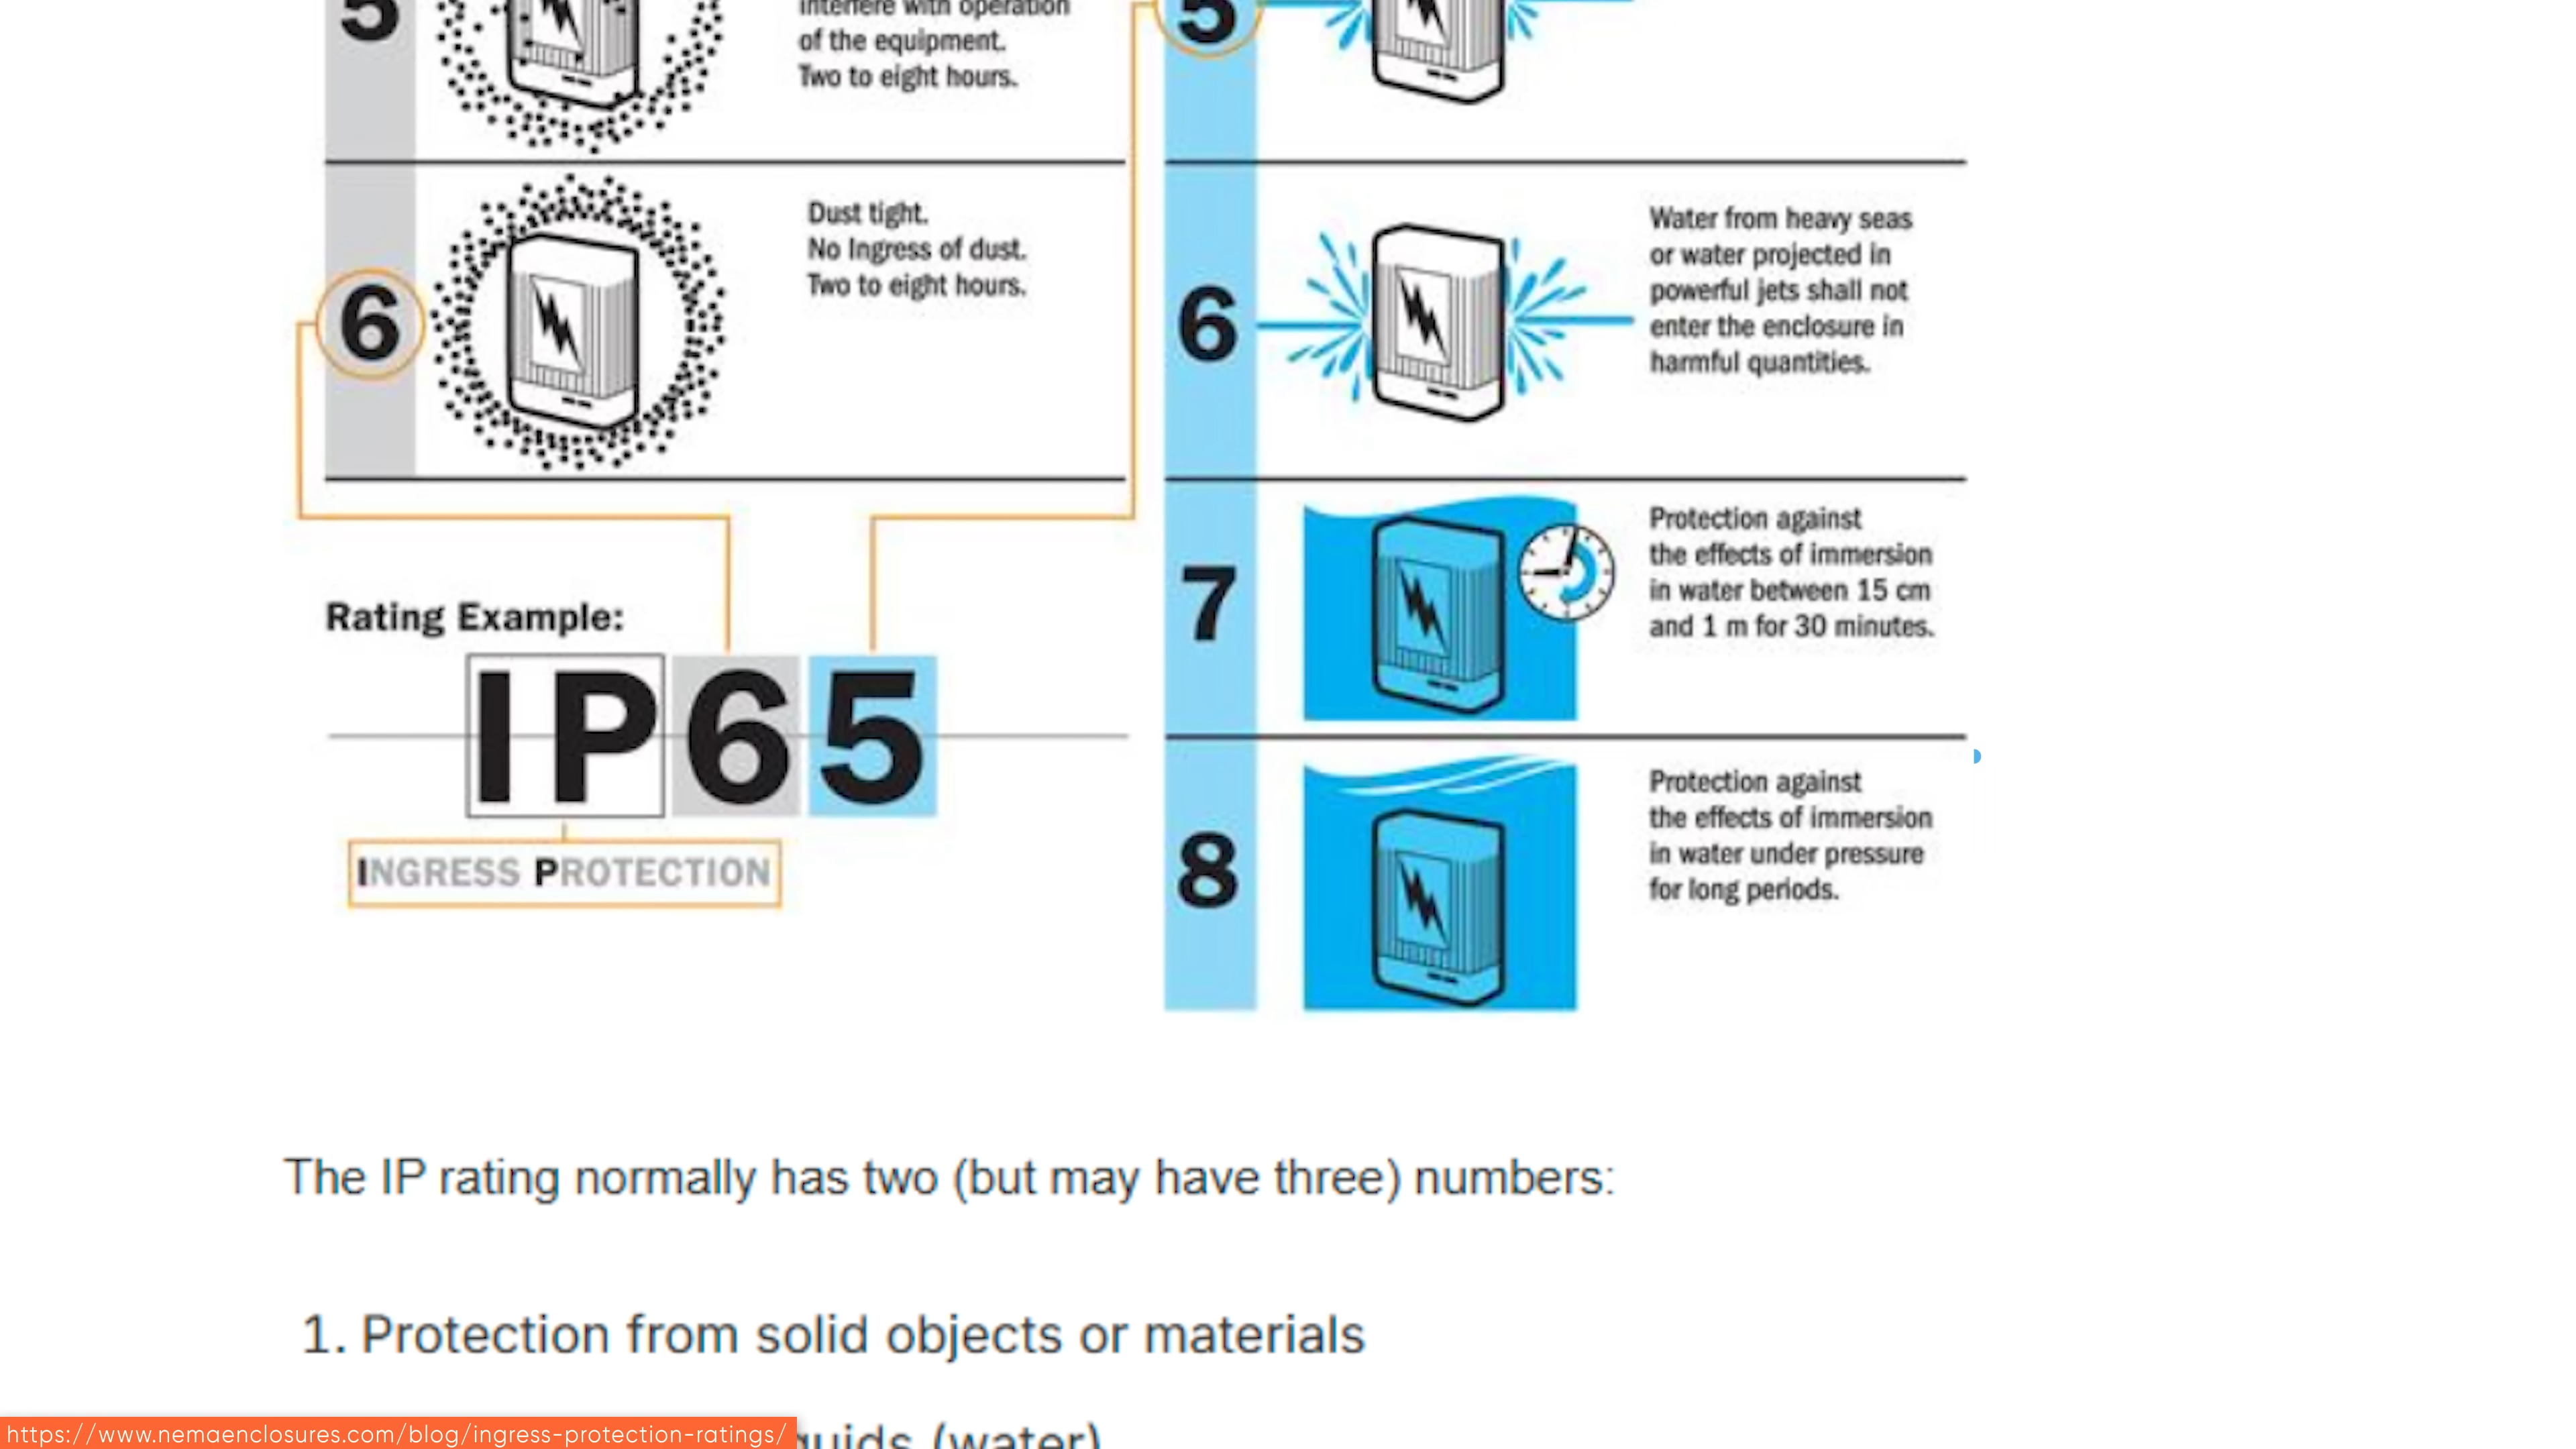 5
interfere with operation
of the equipment.
Two to eight hours.
5
6
Dust tight.
No Ingress of dust.
Two to eight hours.
6
Water from heavy seas
or water projected in
powerful jets shall not
enter the enclosure in
harmful quantities.
7
Protection against
the effects of immersion
in water between 15 cm
and 1 m for 30 minutes.
Rating Example:
IP65
INGRESS PROTECTION
8
Protection against
the effects of immersion
in water under pressure
for long periods.
The IP rating normally has two (but may have three) numbers:
1. Protection from solid objects or materials
(water)
https://www.nemaenclosures.com/blog/ingress-protection-ratings/